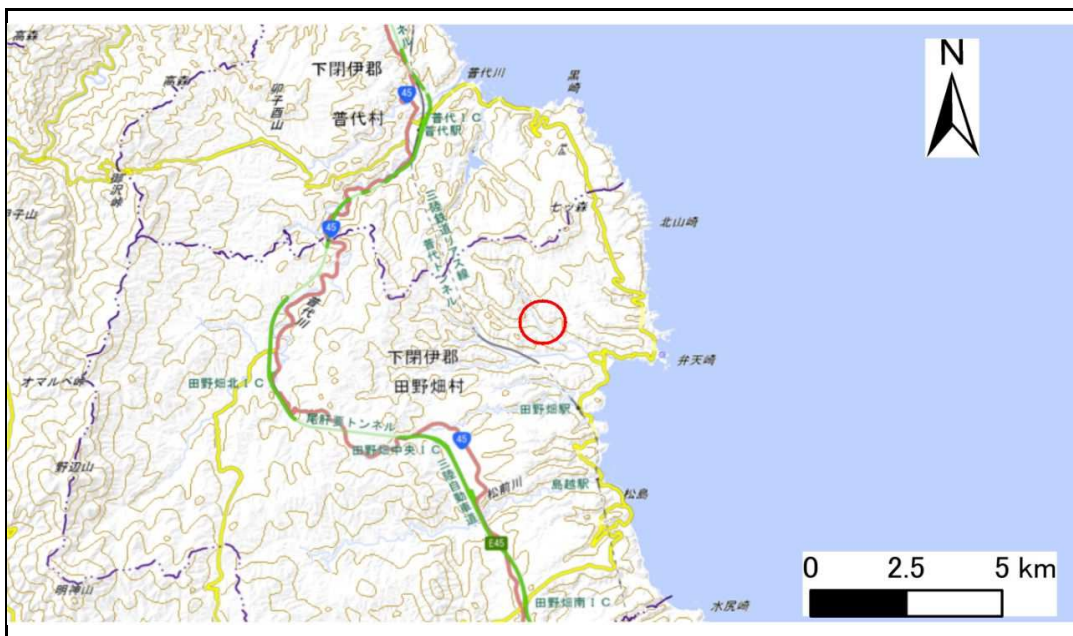 高森
高森
卯子酉山
下閉伊郡
普代村
45
普代川
普代IC
普代駅
黒崎
N
御沢峠
45
三陸鉄道リアス線
普代トンネル
七ツ森
北山崎
普代川
下閉伊郡
田野畑村
弁天崎
オマルペ峠
田野畑北IC
田野畑駅
尾肝要トンネル
45
田野畑中央IC
野辺山
三陸自動車道
松前川
島越駅
松島
E45
明神山
田野畑南IC
水尻崎
0 2.5 5 km